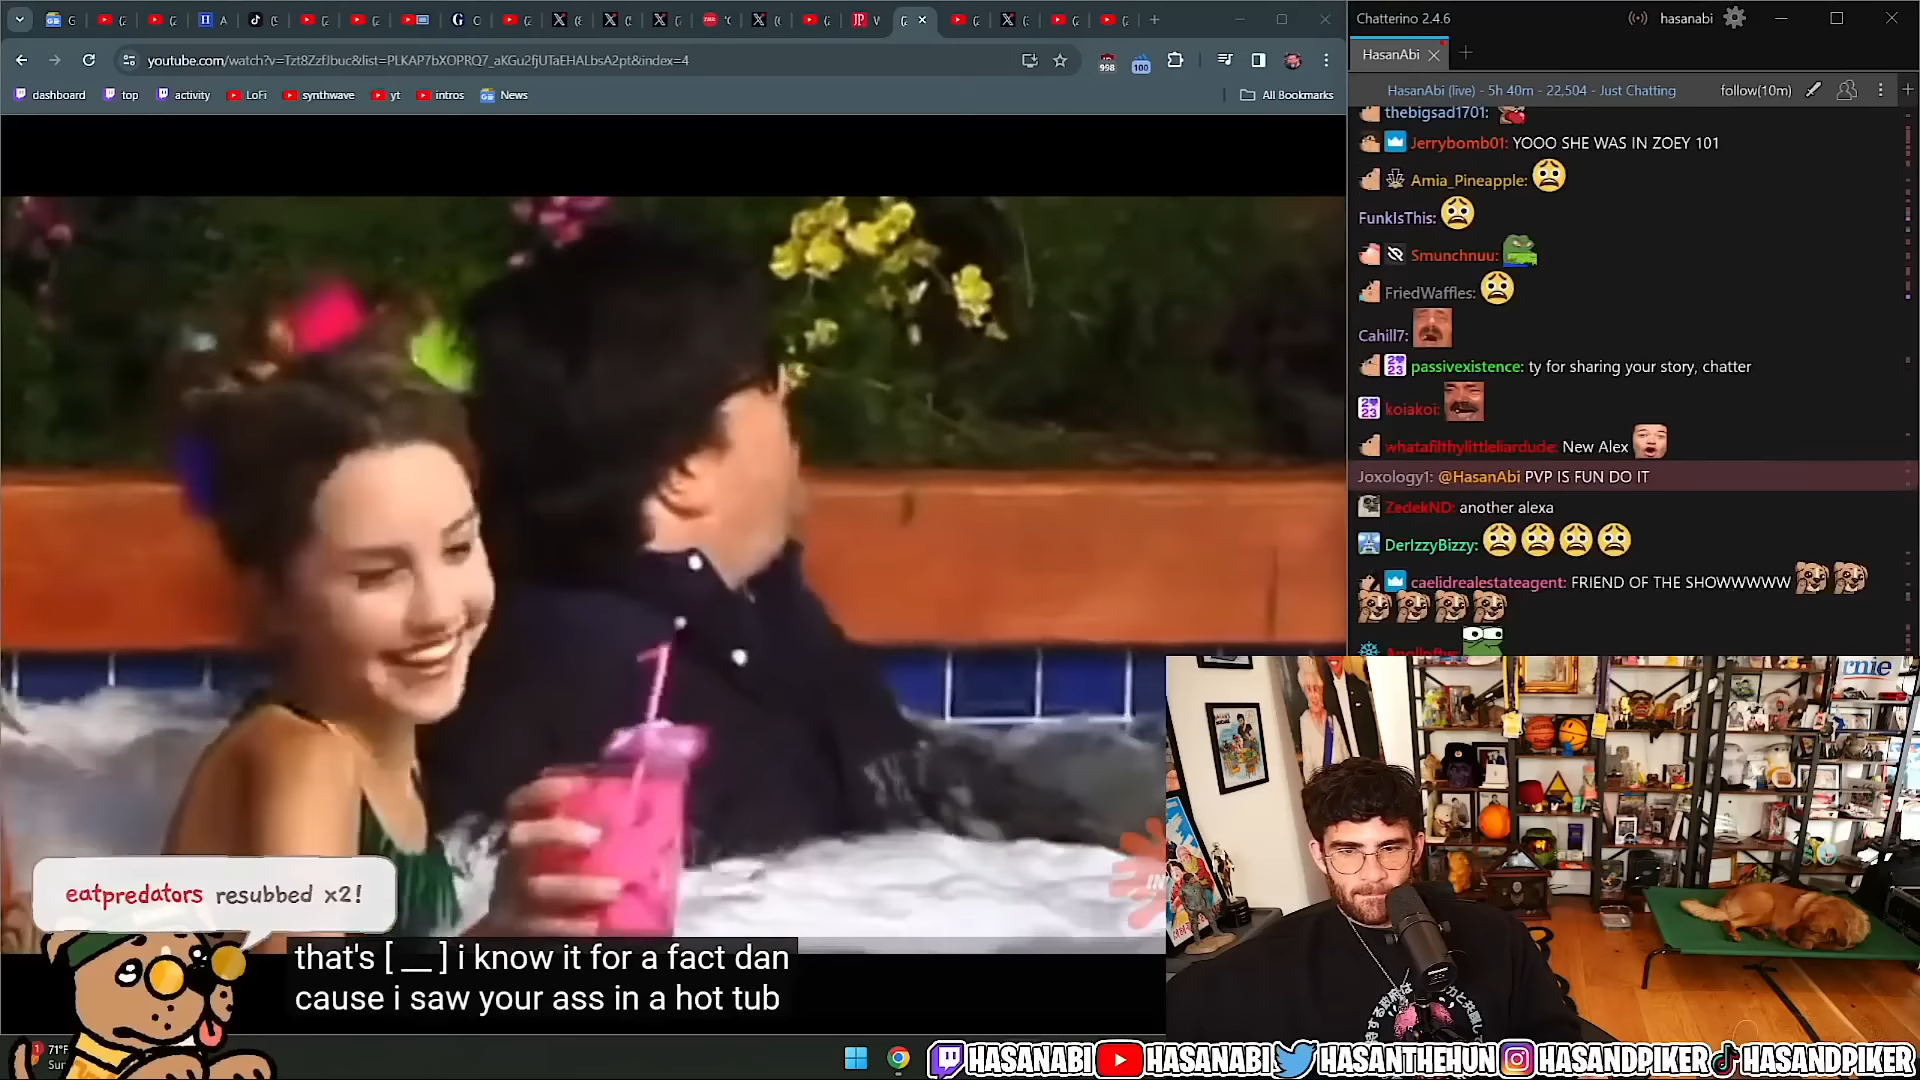 youtube.com/watch?v=Tzt8ZzfJbuc&list=PLKAP7bXOPRQ7_aKGu2fjUTaEHALbsA2pt&index=4
998
100
dashboard
top
activity
LoFi
synthwave
yt
intros
News
All Bookmarks
Chatterino 2.4.6
hasanabi
HasanAbi
HasanAbi (live) - 5h 40m - 22,504 - Just Chatting
follow(10m)
thebigsad1701:
Jerrybomb01: YOOO SHE WAS IN ZOEY 101
Amia_Pineapple:
FunkIsThis:
Smunchnuu:
FriedWaffles:
Cahill7:
passivexistence: ty for sharing your story, chatter
koiakoi:
whatafilthylittleliardude: New Alex
Joxology1: @HasanAbi PVP IS FUN DO IT
ZedekND: another alexa
DerIzzyBizzy:
caelidrealestateagent: FRIEND OF THE SHOWWWWW
rnie
eatpredators resubbed x2!
that's [ __ ] i know it for a fact dan
cause i saw your ass in a hot tub
71°F
Sun
HASANABI
HASANABI
HASANTHEHUN
HASANDPIKER
HASANDPIKER